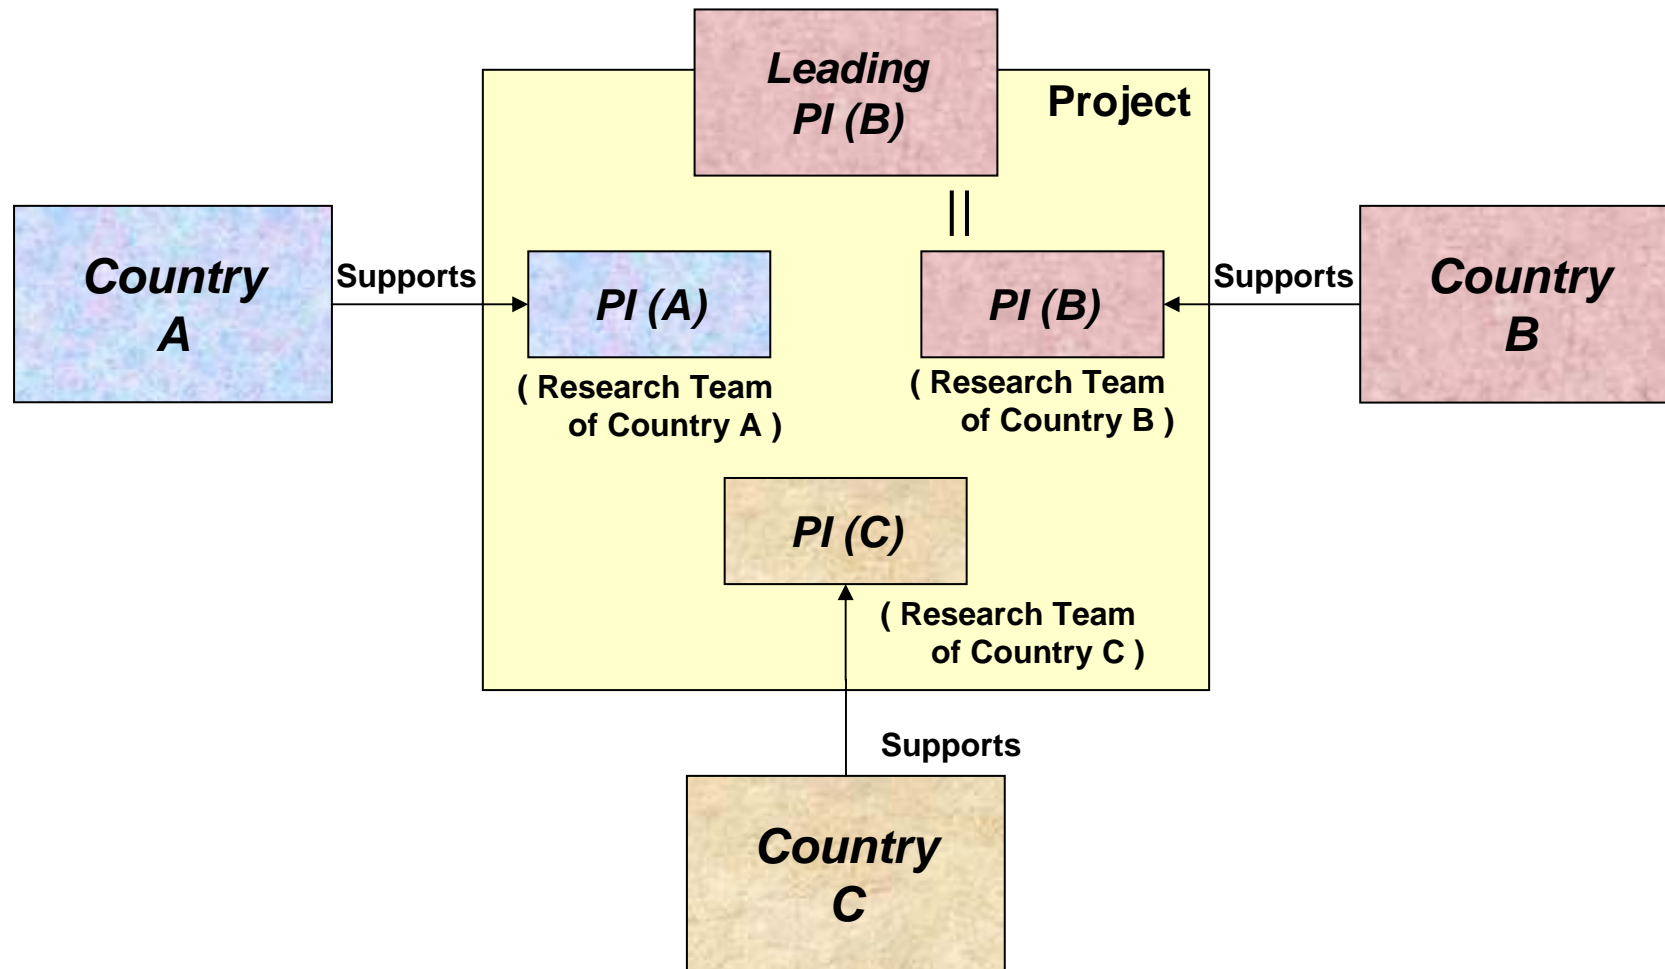 Leading
PI (B)
Project
||
Country
A
Supports
PI (A)
PI (B)
Supports
Country
B
( Research Team
of Country A )
( Research Team
of Country B )
PI (C)
( Research Team
of Country C )
Supports
Country
C